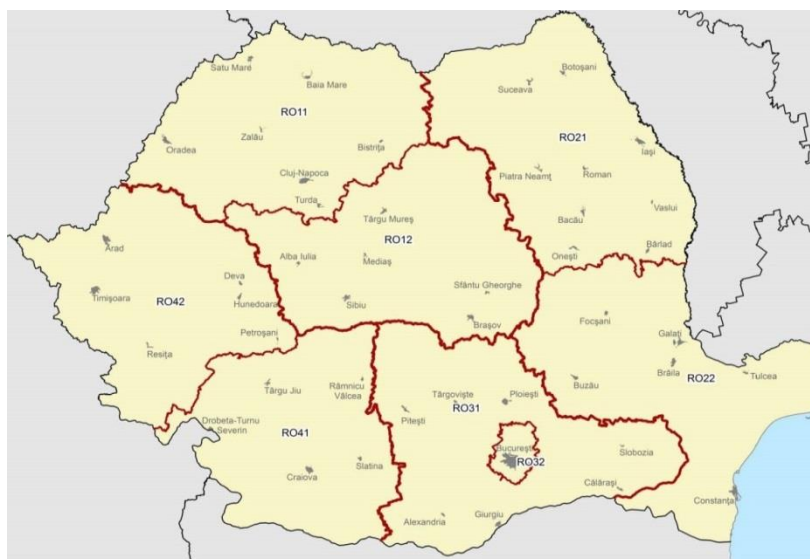 Satu Mare
Botoșani
Baia Mare
Suceava
RO11
RO21
Zalău
Oradea
Bistrița
Iași
Cluj-Napoca
Piatra Neamț
Roman
Turda
Târgu Mureș
Vaslui
Bacău
Arad
RO12
Alba Iulia
Mediaș
Onești
Bârlad
Deva
Timișoara
RO42
Hunedoara
Sibiu
Sfântu Gheorghe
Brașov
Focșani
Petroșani
Galați
Reșița
Brăila
RO22
Tulcea
Târgu Jiu
Râmnicu
Vâlcea
Târgoviște
Ploiești
Buzău
RO31
Pitești
Drobeta-Turnu
Severin
RO41
București
RO32
Slobozia
Slatina
Craiova
Călărași
Constanța
Alexandria
Giurgiu